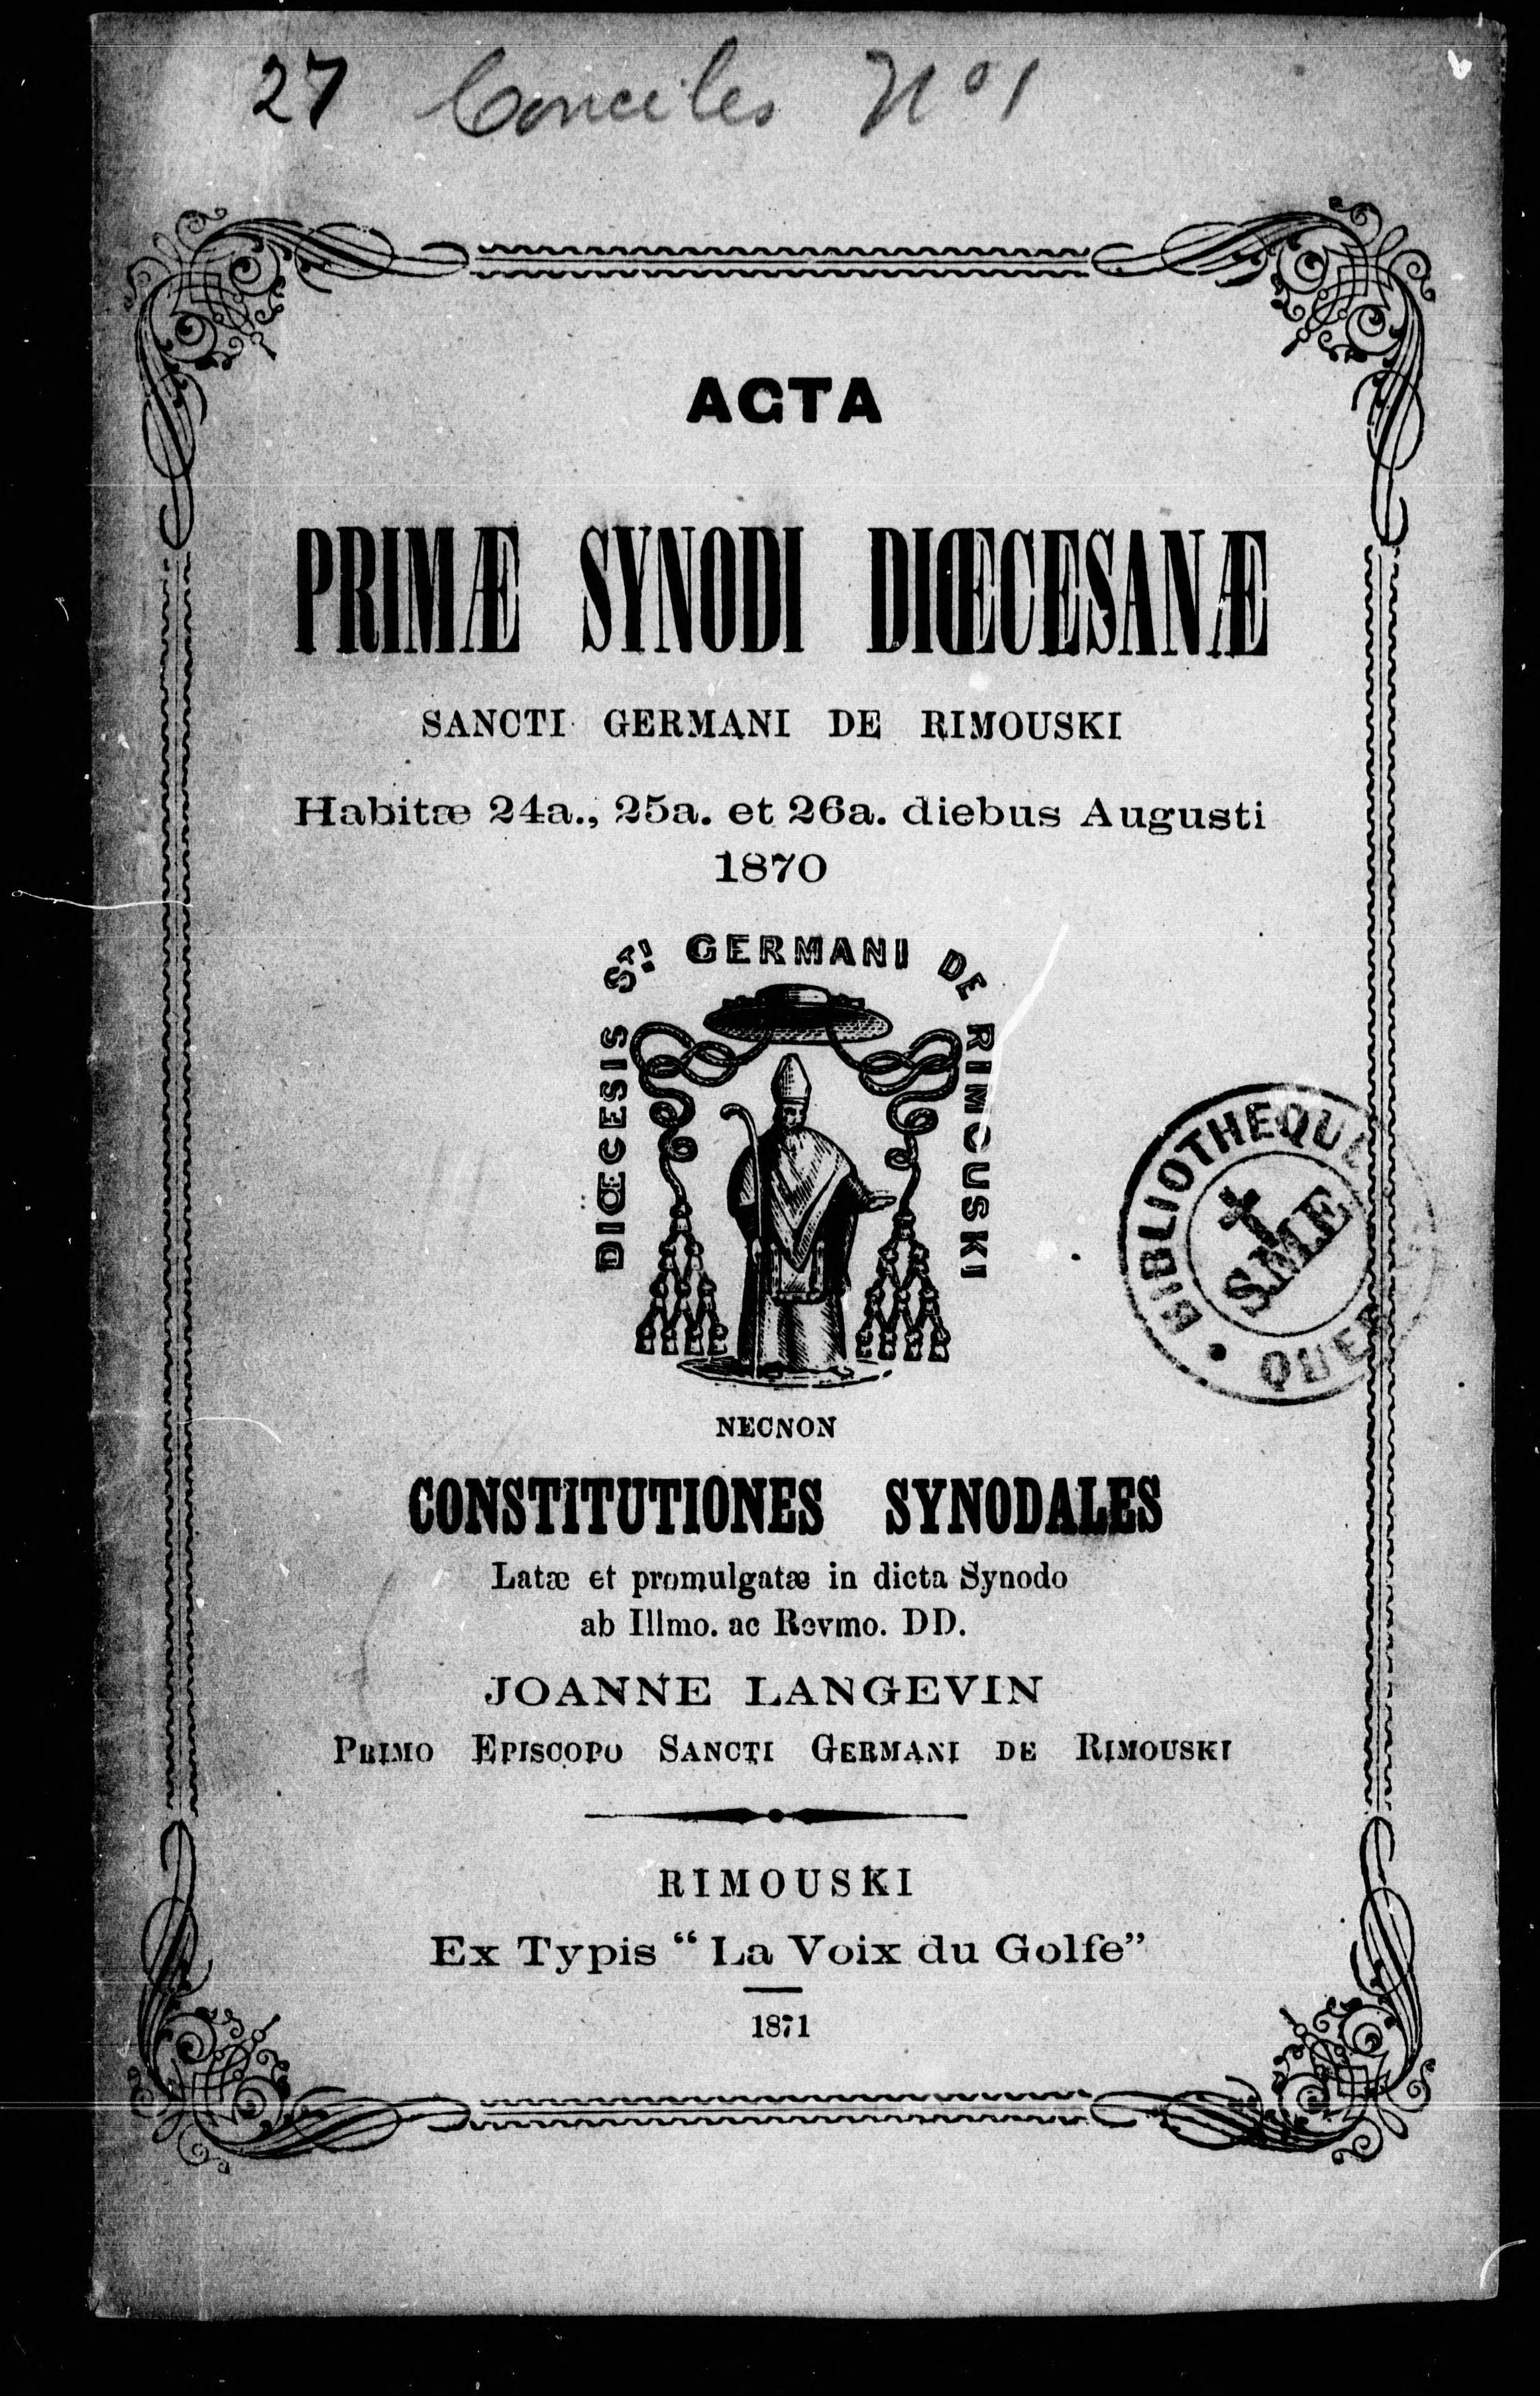 27 Conciles No 1
ACTA
PRIMÆ SYNODI DIŒCESANÆ
SANCTI GERMANI DE RIMOUSKI
Habitæ 24a., 25a. et 26a. diebus Augusti
1870
DIŒCESIS Sti. GERMANI DE RIMOUSKI
BIBLIOTHEQUE
S.M.E
QUEBEC
NECNON
CONSTITUTIONES SYNODALES
Latæ et promulgatæ in dicta Synodo
ab Illmo. ac Revmo. DD.
JOANNE LANGEVIN
PRIMO EPISCOPO SANCTI GERMANI DE RIMOUSKI
RIMOUSKI
Ex Typis “La Voix du Golfe”
1871